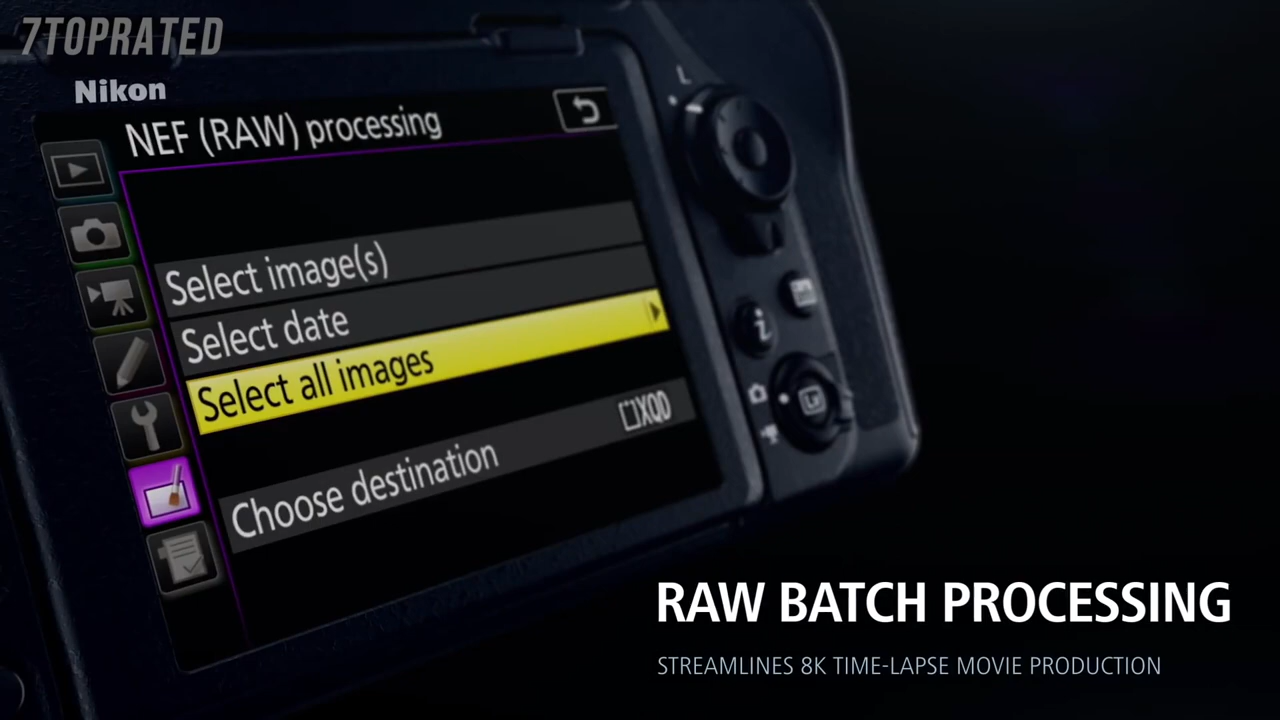 7TOPRATED
Nikon
NEF (RAW) processing
L
Select image(s)
Select date
Select all images
i
Lv
XQD
Choose destination
RAW BATCH PROCESSING
STREAMLINES 8K TIME-LAPSE MOVIE PRODUCTION